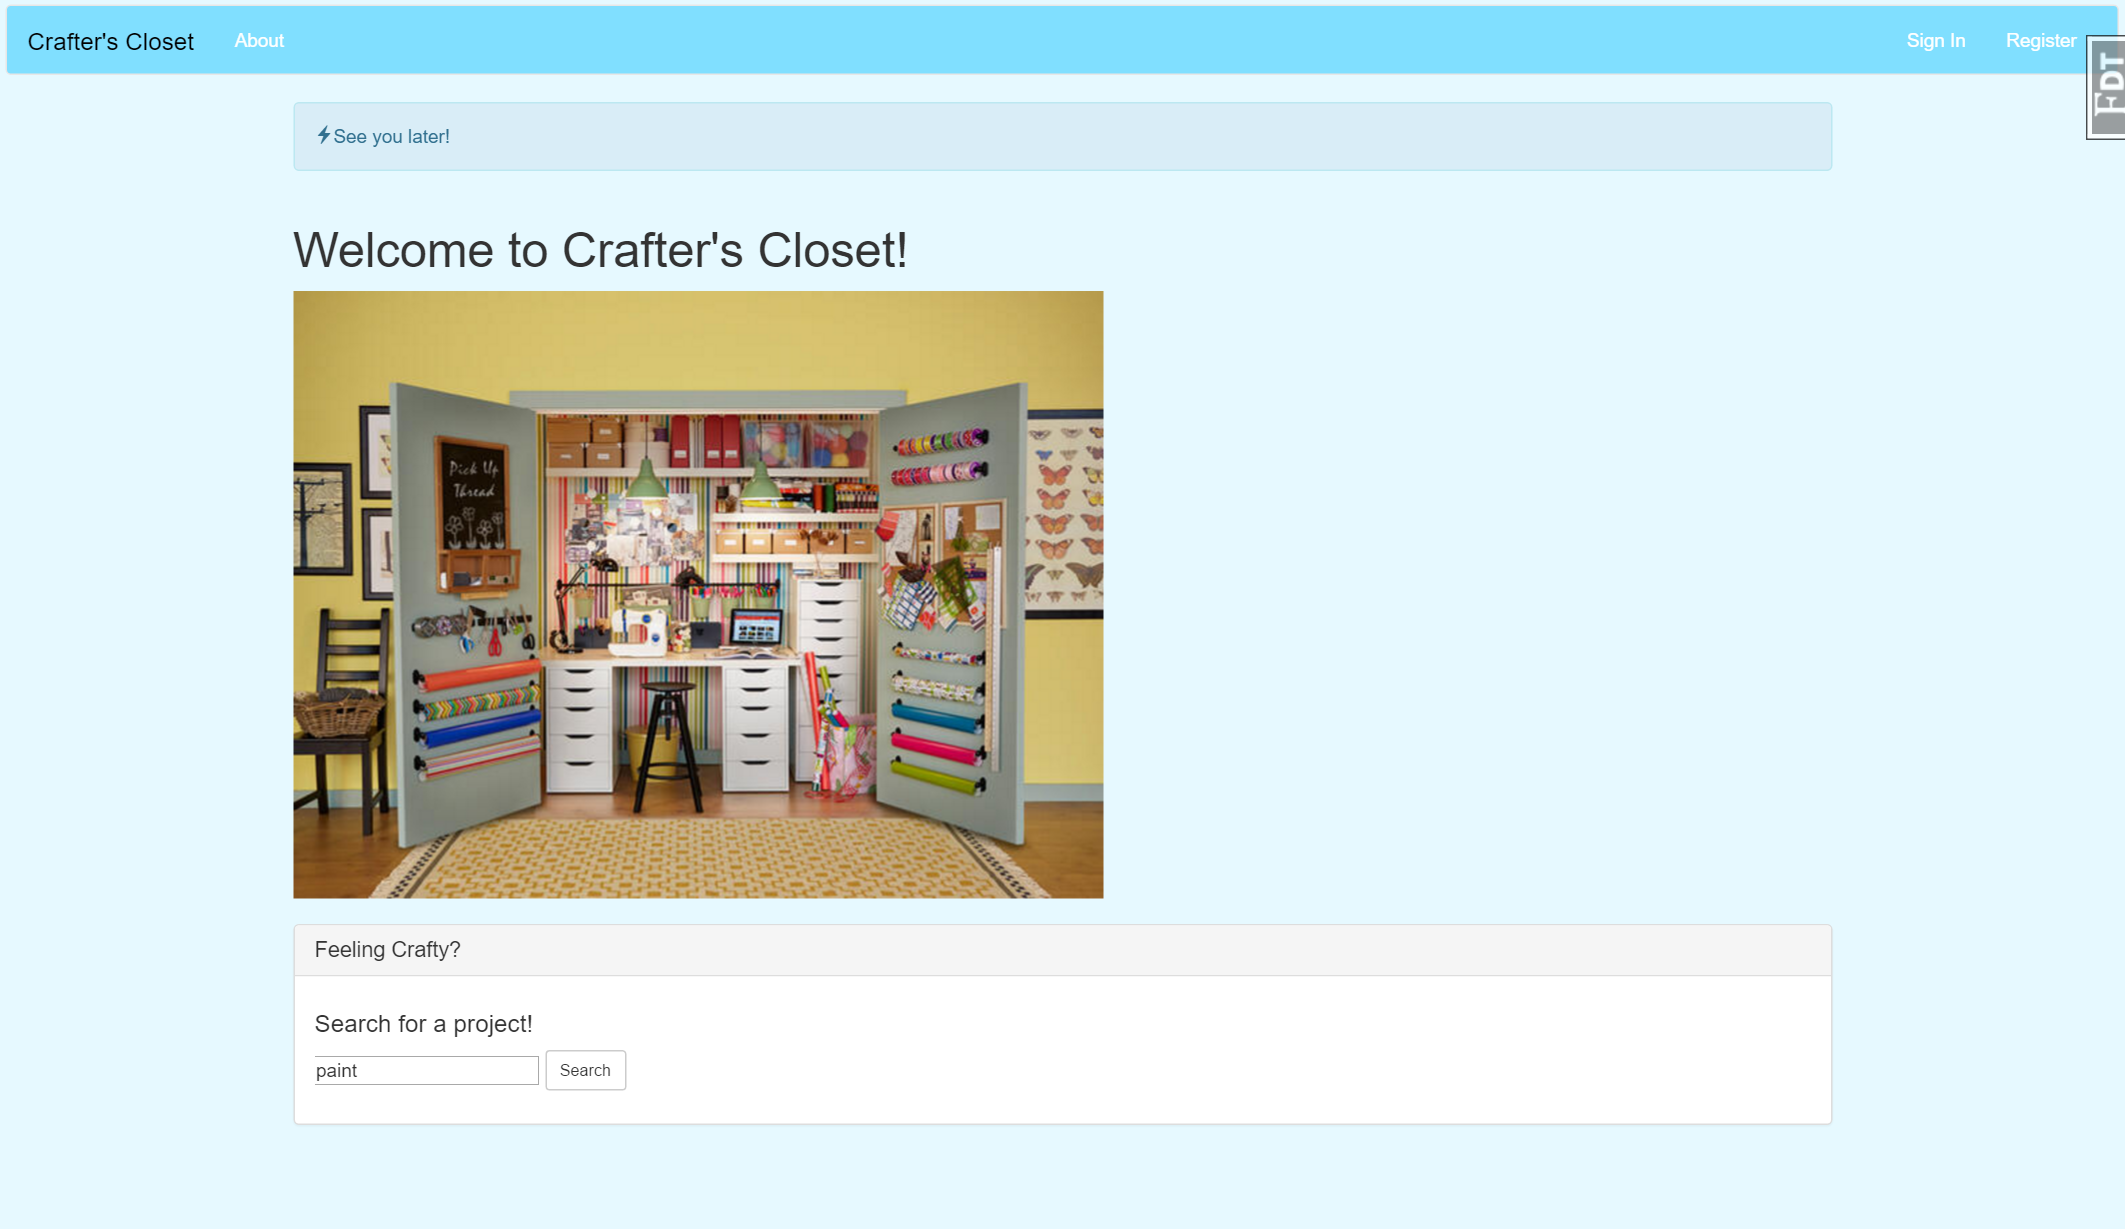 Crafter's Closet About Sign In Register
FDT
See you later!
Welcome to Crafter's Closet!
Pick Up
Thread
Feeling Crafty?
Search for a project!
paint Search